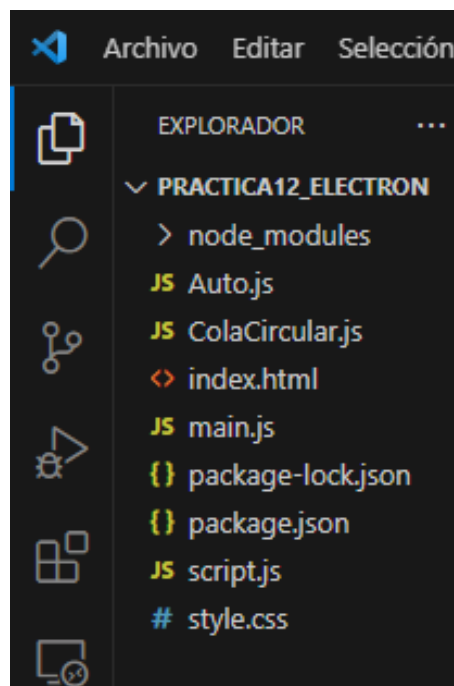 Archivo Editar Selección
EXPLORADOR ...
PRACTICA12_ELECTRON
node_modules
JS Auto.js
JS ColaCircular.js
<> index.html
JS main.js
{} package-lock.json
{} package.json
JS script.js
# style.css